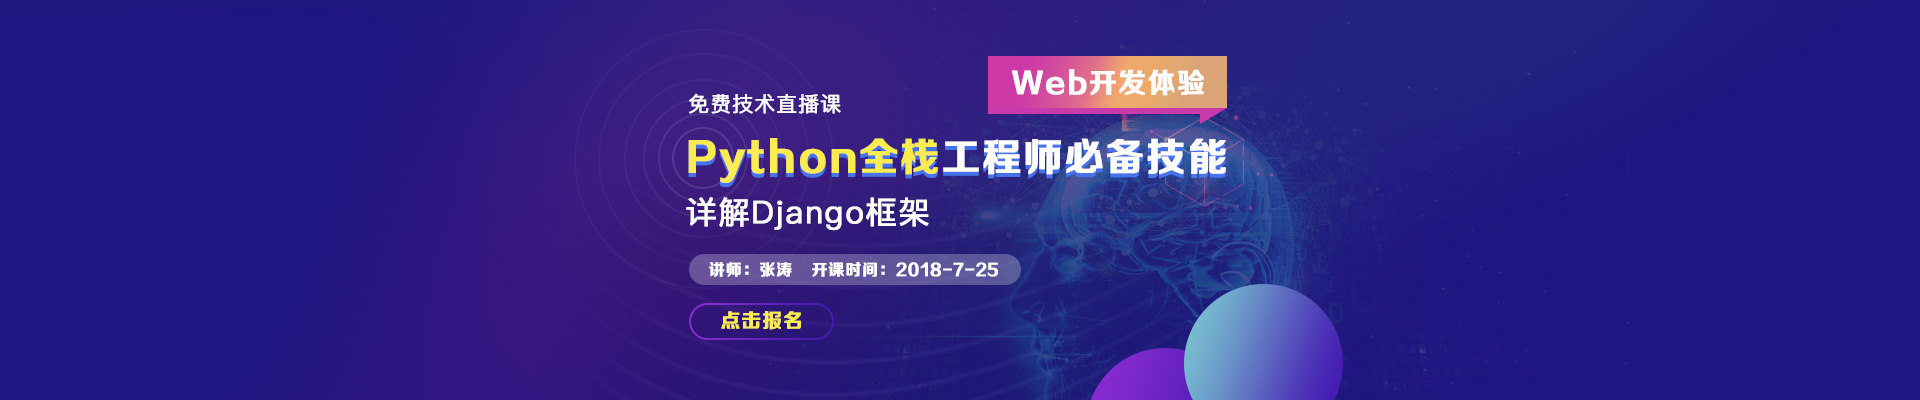 Web开发体验
免费技术直播课
Python全栈工程师必备技能
详解Django框架
讲师：张涛 开课时间：2018-7-25
点击报名